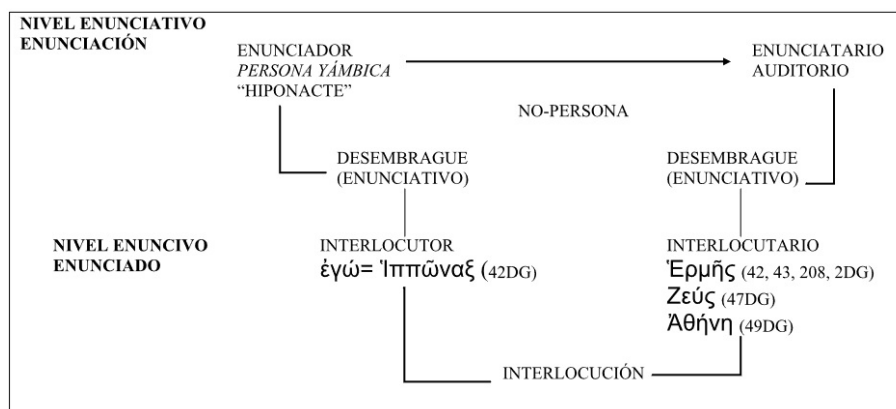 NIVEL ENUNCIATIVO
ENUNCIACIÓN
ENUNCIADOR
PERSONA YÁMBICA
“HIPONACTE”
ENUNCIATARIO
AUDITORIO
NO-PERSONA
DESEMBRAGUE
(ENUNCIATIVO)
DESEMBRAGUE
(ENUNCIATIVO)
NIVEL ENUNCIVO
ENUNCIADO
INTERLOCUTOR
ἐγώ= Ἱππῶναξ (42DG)
INTERLOCUTARIO
Ἑρμῆς (42, 43, 208, 2DG)
Ζεύς (47DG)
Ἀθήνη (49DG)
INTERLOCUCIÓN